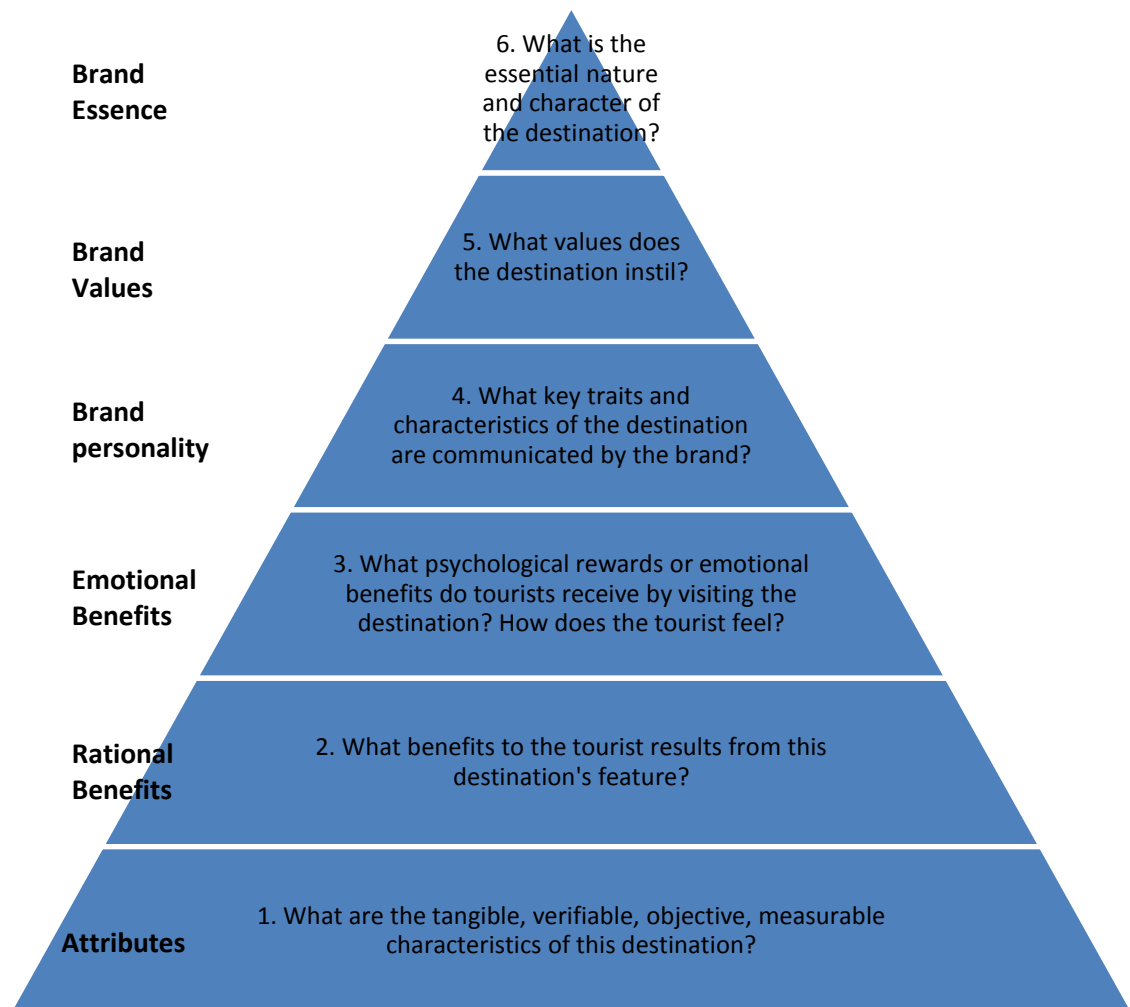 Brand
Essence
6. What is the
essential nature
and character of
the destination?
Brand
Values
5. What values does
the destination instil?
Brand
personality
4. What key traits and
characteristics of the destination
are communicated by the brand?
Emotional
Benefits
3. What psychological rewards or emotional
benefits do tourists receive by visiting the
destination? How does the tourist feel?
Rational
Benefits
2. What benefits to the tourist results from this
destination's feature?
Attributes
1. What are the tangible, verifiable, objective, measurable
characteristics of this destination?